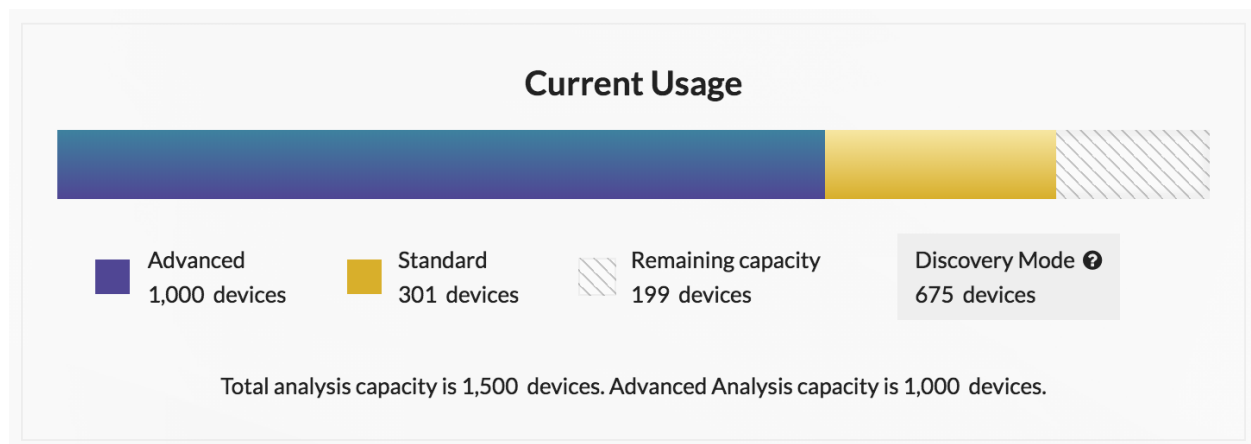 Current Usage
Advanced
1,000 devices
Standard
301 devices
Remaining capacity
199 devices
Discovery Mode ?
675 devices
Total analysis capacity is 1,500 devices. Advanced Analysis capacity is 1,000 devices.